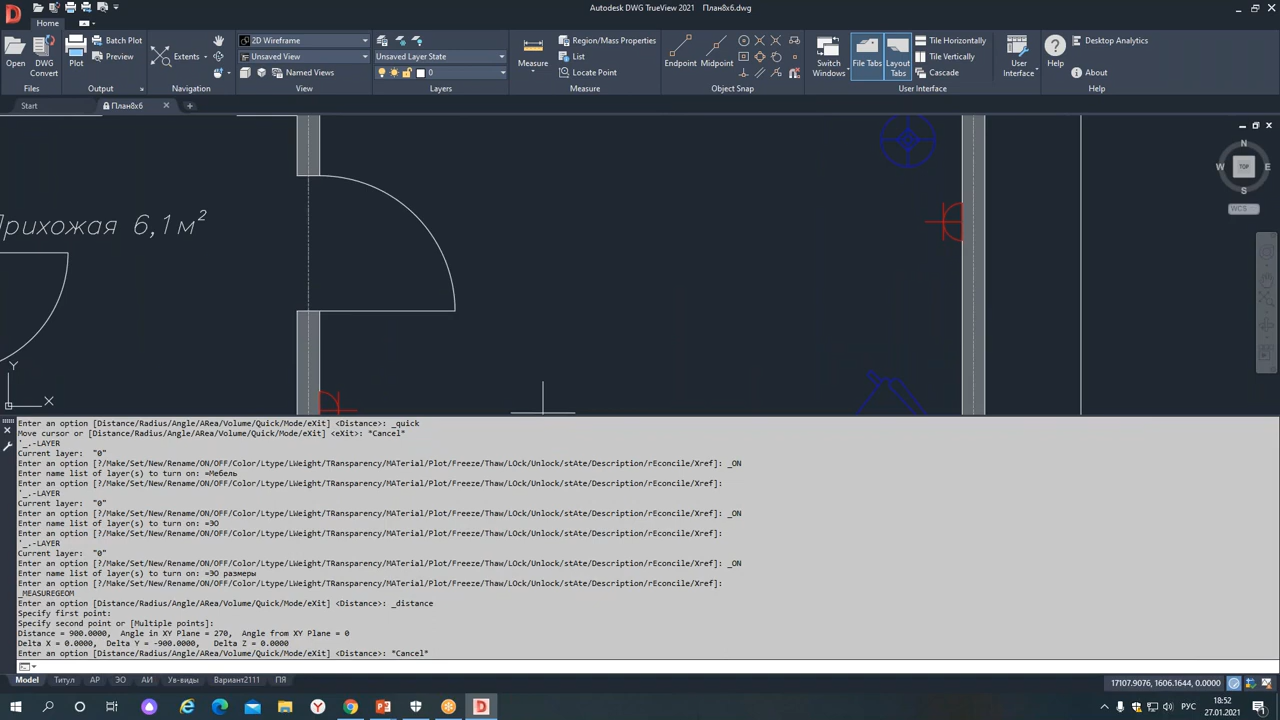 Autodesk DWG TrueView 2021 План8x6.dwg
Home
Open
DWG
Convert
Files
Plot
Batch Plot
Preview
Output
Extents
Navigation
2D Wireframe
Unsaved View
Named Views
View
Unsaved Layer State
0
Layers
Measure
Region/Mass Properties
List
Locate Point
Measure
Endpoint
Midpoint
Object Snap
Switch
Windows
File Tabs
Layout
Tabs
Tile Horizontally
Tile Vertically
Cascade
User Interface
User
Interface
Help
Desktop Analytics
About
Help
Start
План8x6
N
W
TOP
E
S
WCS
Прихожая 6,1м²
Y
X
Enter an option [Distance/Radius/Angle/ARea/Volume/Quick/Mode/eXit] <Distance>: _quick
Move cursor or [Distance/Radius/Angle/ARea/Volume/Quick/Mode/eXit] <eXit>: *Cancel*
'_.-LAYER
Current layer: "0"
Enter an option [?/Make/Set/New/Rename/ON/OFF/Color/Ltype/LWeight/TRansparency/MATerial/Plot/Freeze/Thaw/LOck/Unlock/stAte/Description/rEconcile/Xref]: _ON
Enter name list of layer(s) to turn on: =Мебель
Enter an option [?/Make/Set/New/Rename/ON/OFF/Color/Ltype/LWeight/TRansparency/MATerial/Plot/Freeze/Thaw/LOck/Unlock/stAte/Description/rEconcile/Xref]:
'_.-LAYER
Current layer: "0"
Enter an option [?/Make/Set/New/Rename/ON/OFF/Color/Ltype/LWeight/TRansparency/MATerial/Plot/Freeze/Thaw/LOck/Unlock/stAte/Description/rEconcile/Xref]: _ON
Enter name list of layer(s) to turn on: =ЭО
Enter an option [?/Make/Set/New/Rename/ON/OFF/Color/Ltype/LWeight/TRansparency/MATerial/Plot/Freeze/Thaw/LOck/Unlock/stAte/Description/rEconcile/Xref]:
'_.-LAYER
Current layer: "0"
Enter an option [?/Make/Set/New/Rename/ON/OFF/Color/Ltype/LWeight/TRansparency/MATerial/Plot/Freeze/Thaw/LOck/Unlock/stAte/Description/rEconcile/Xref]: _ON
Enter name list of layer(s) to turn on: =ЭО размеры
Enter an option [?/Make/Set/New/Rename/ON/OFF/Color/Ltype/LWeight/TRansparency/MATerial/Plot/Freeze/Thaw/LOck/Unlock/stAte/Description/rEconcile/Xref]:
_MEASUREGEOM
Enter an option [Distance/Radius/Angle/ARea/Volume/Quick/Mode/eXit] <Distance>: _distance
Specify first point:
Specify second point or [Multiple points]:
Distance = 900.0000, Angle in XY Plane = 270, Angle from XY Plane = 0
Delta X = 0.0000, Delta Y = -900.0000, Delta Z = 0.0000
Enter an option [Distance/Radius/Angle/ARea/Volume/Quick/Mode/eXit] <Distance>: *Cancel*
Model Титул АР ЭО АИ Ув-виды Вариант2111 ПЯ
17107.9076, 1606.1644, 0.0000
РУС
18:52
27.01.2021